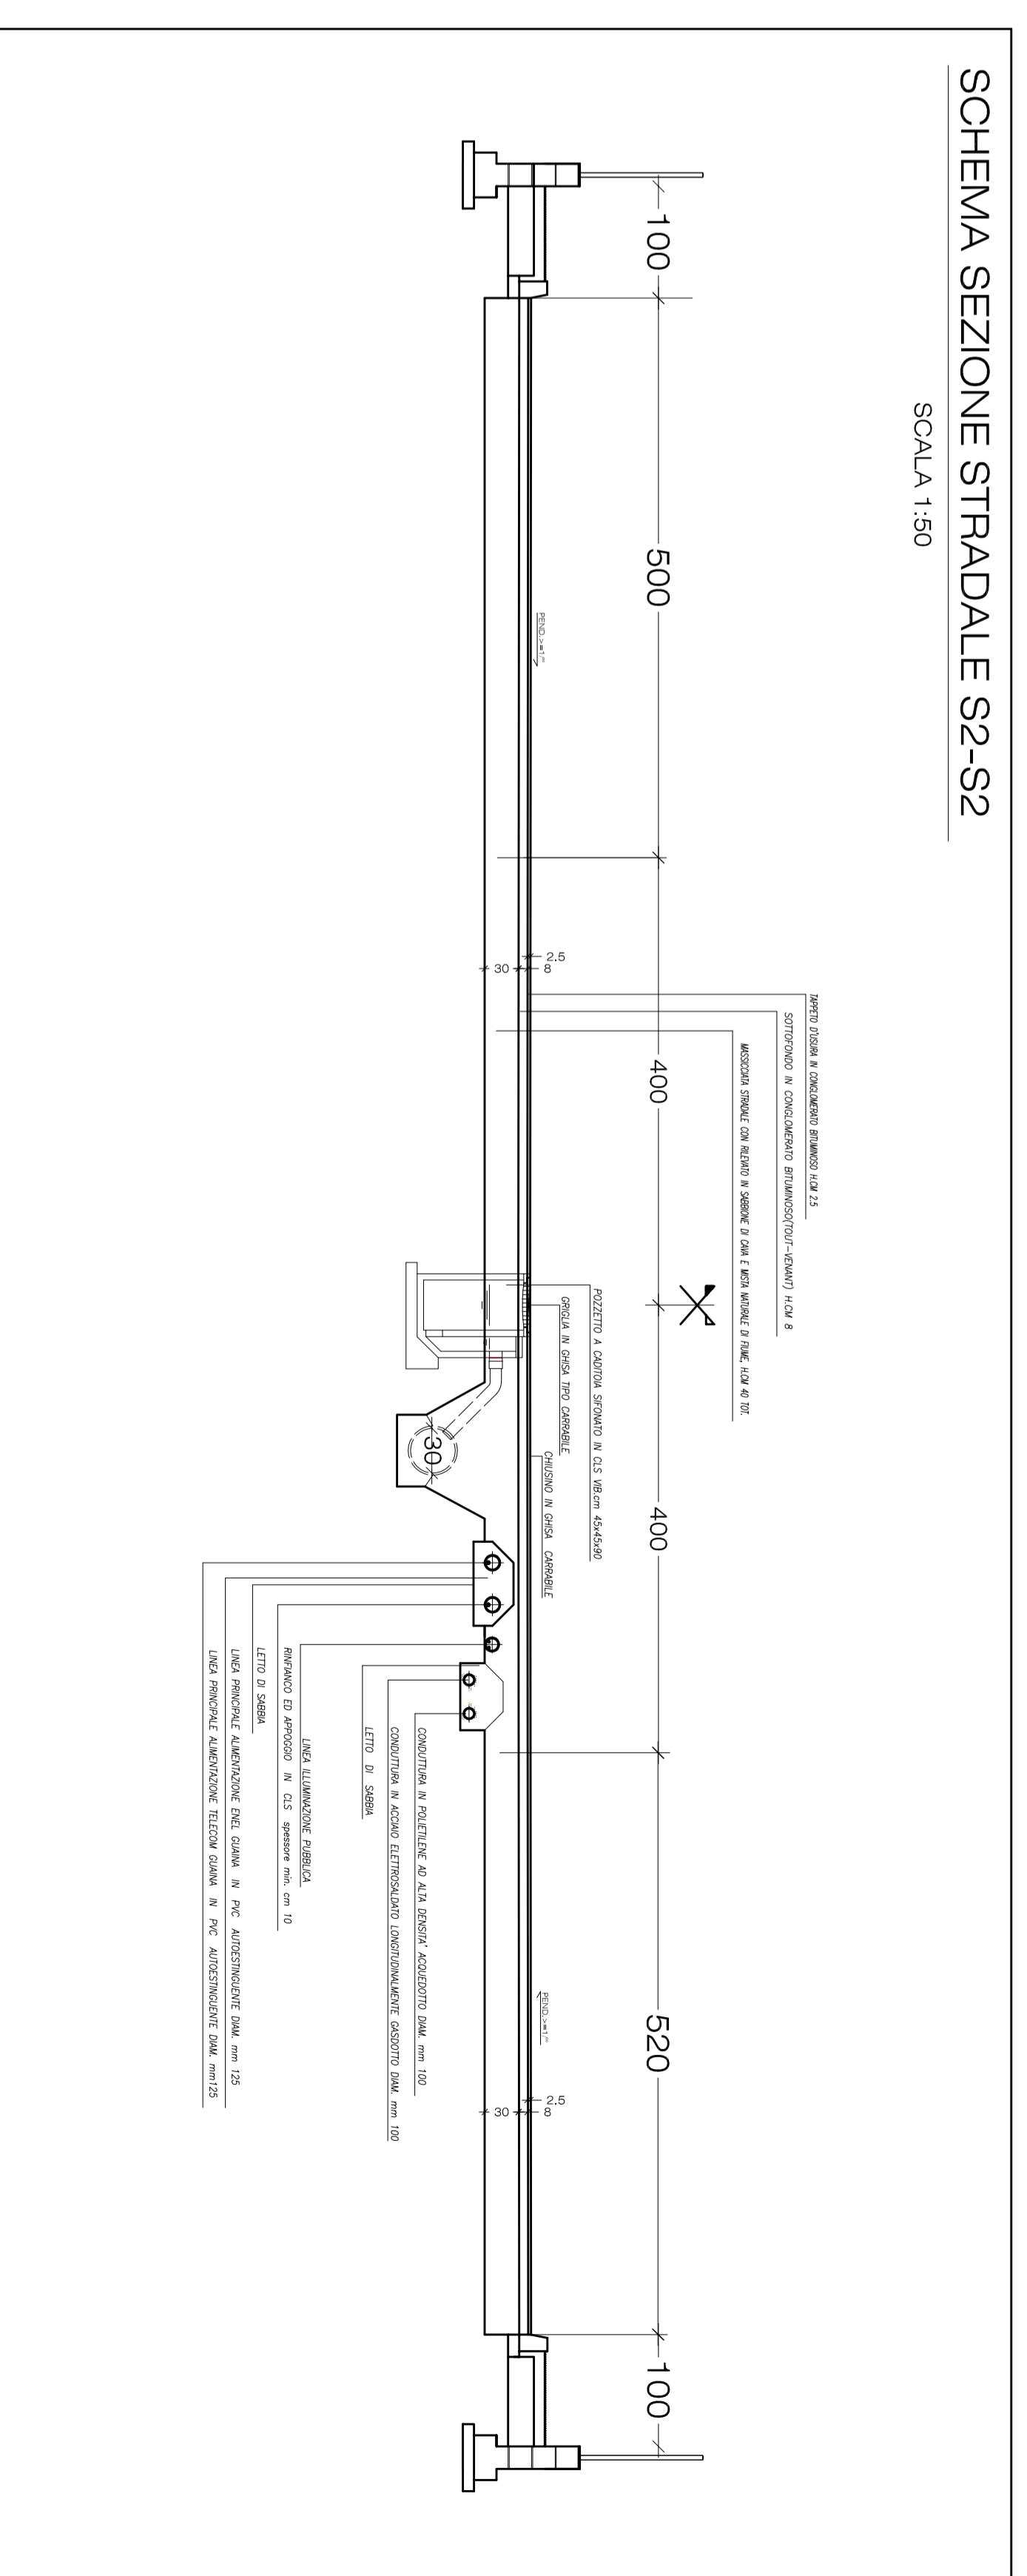 SCHEMA SEZIONE STRADALE S2-S2
SCALA 1:50
TAPPETO D'USURA IN CONGLOMERATO BITUMINOSO H.CM 2.5
SOTTOFONDO IN CONGLOMERATO BITUMINOSO(TOUT-VENANT) H.CM 8
MASSICCIATA STRADALE CON RILEVATO IN SABBIONE DI CAVA E MISTA NATURALE DI FIUME, H.CM 40 TOT.
100
500
400
400
520
100
POZZETTO A CADITOIA SIFONATO IN CLS VIB.cm 45x45x90
GRIGLIA IN GHISA TIPO CARRABILE
CHIUSINO IN GHISA CARRABILE
PEND.>=1/°°
PEND.>=1/°°
2.5
8
30
2.5
8
30
30
CONDUTTURA IN POLIETILENE AD ALTA DENSITA' ACQUEDOTTO DIAM. mm 100
CONDUTTURA IN ACCIAIO ELETTROSALDATO LONGITUDINALMENTE GASDOTTO DIAM. mm 100
LETTO DI SABBIA
LINEA ILLUMINAZIONE PUBBLICA
RINFIANCO ED APPOGGIO IN CLS spessore min. cm 10
LETTO DI SABBIA
LINEA PRINCIPALE ALIMENTAZIONE ENEL GUAINA IN PVC AUTOESTINGUENTE DIAM. mm 125
LINEA PRINCIPALE ALIMENTAZIONE TELECOM GUAINA IN PVC AUTOESTINGUENTE DIAM. mm125